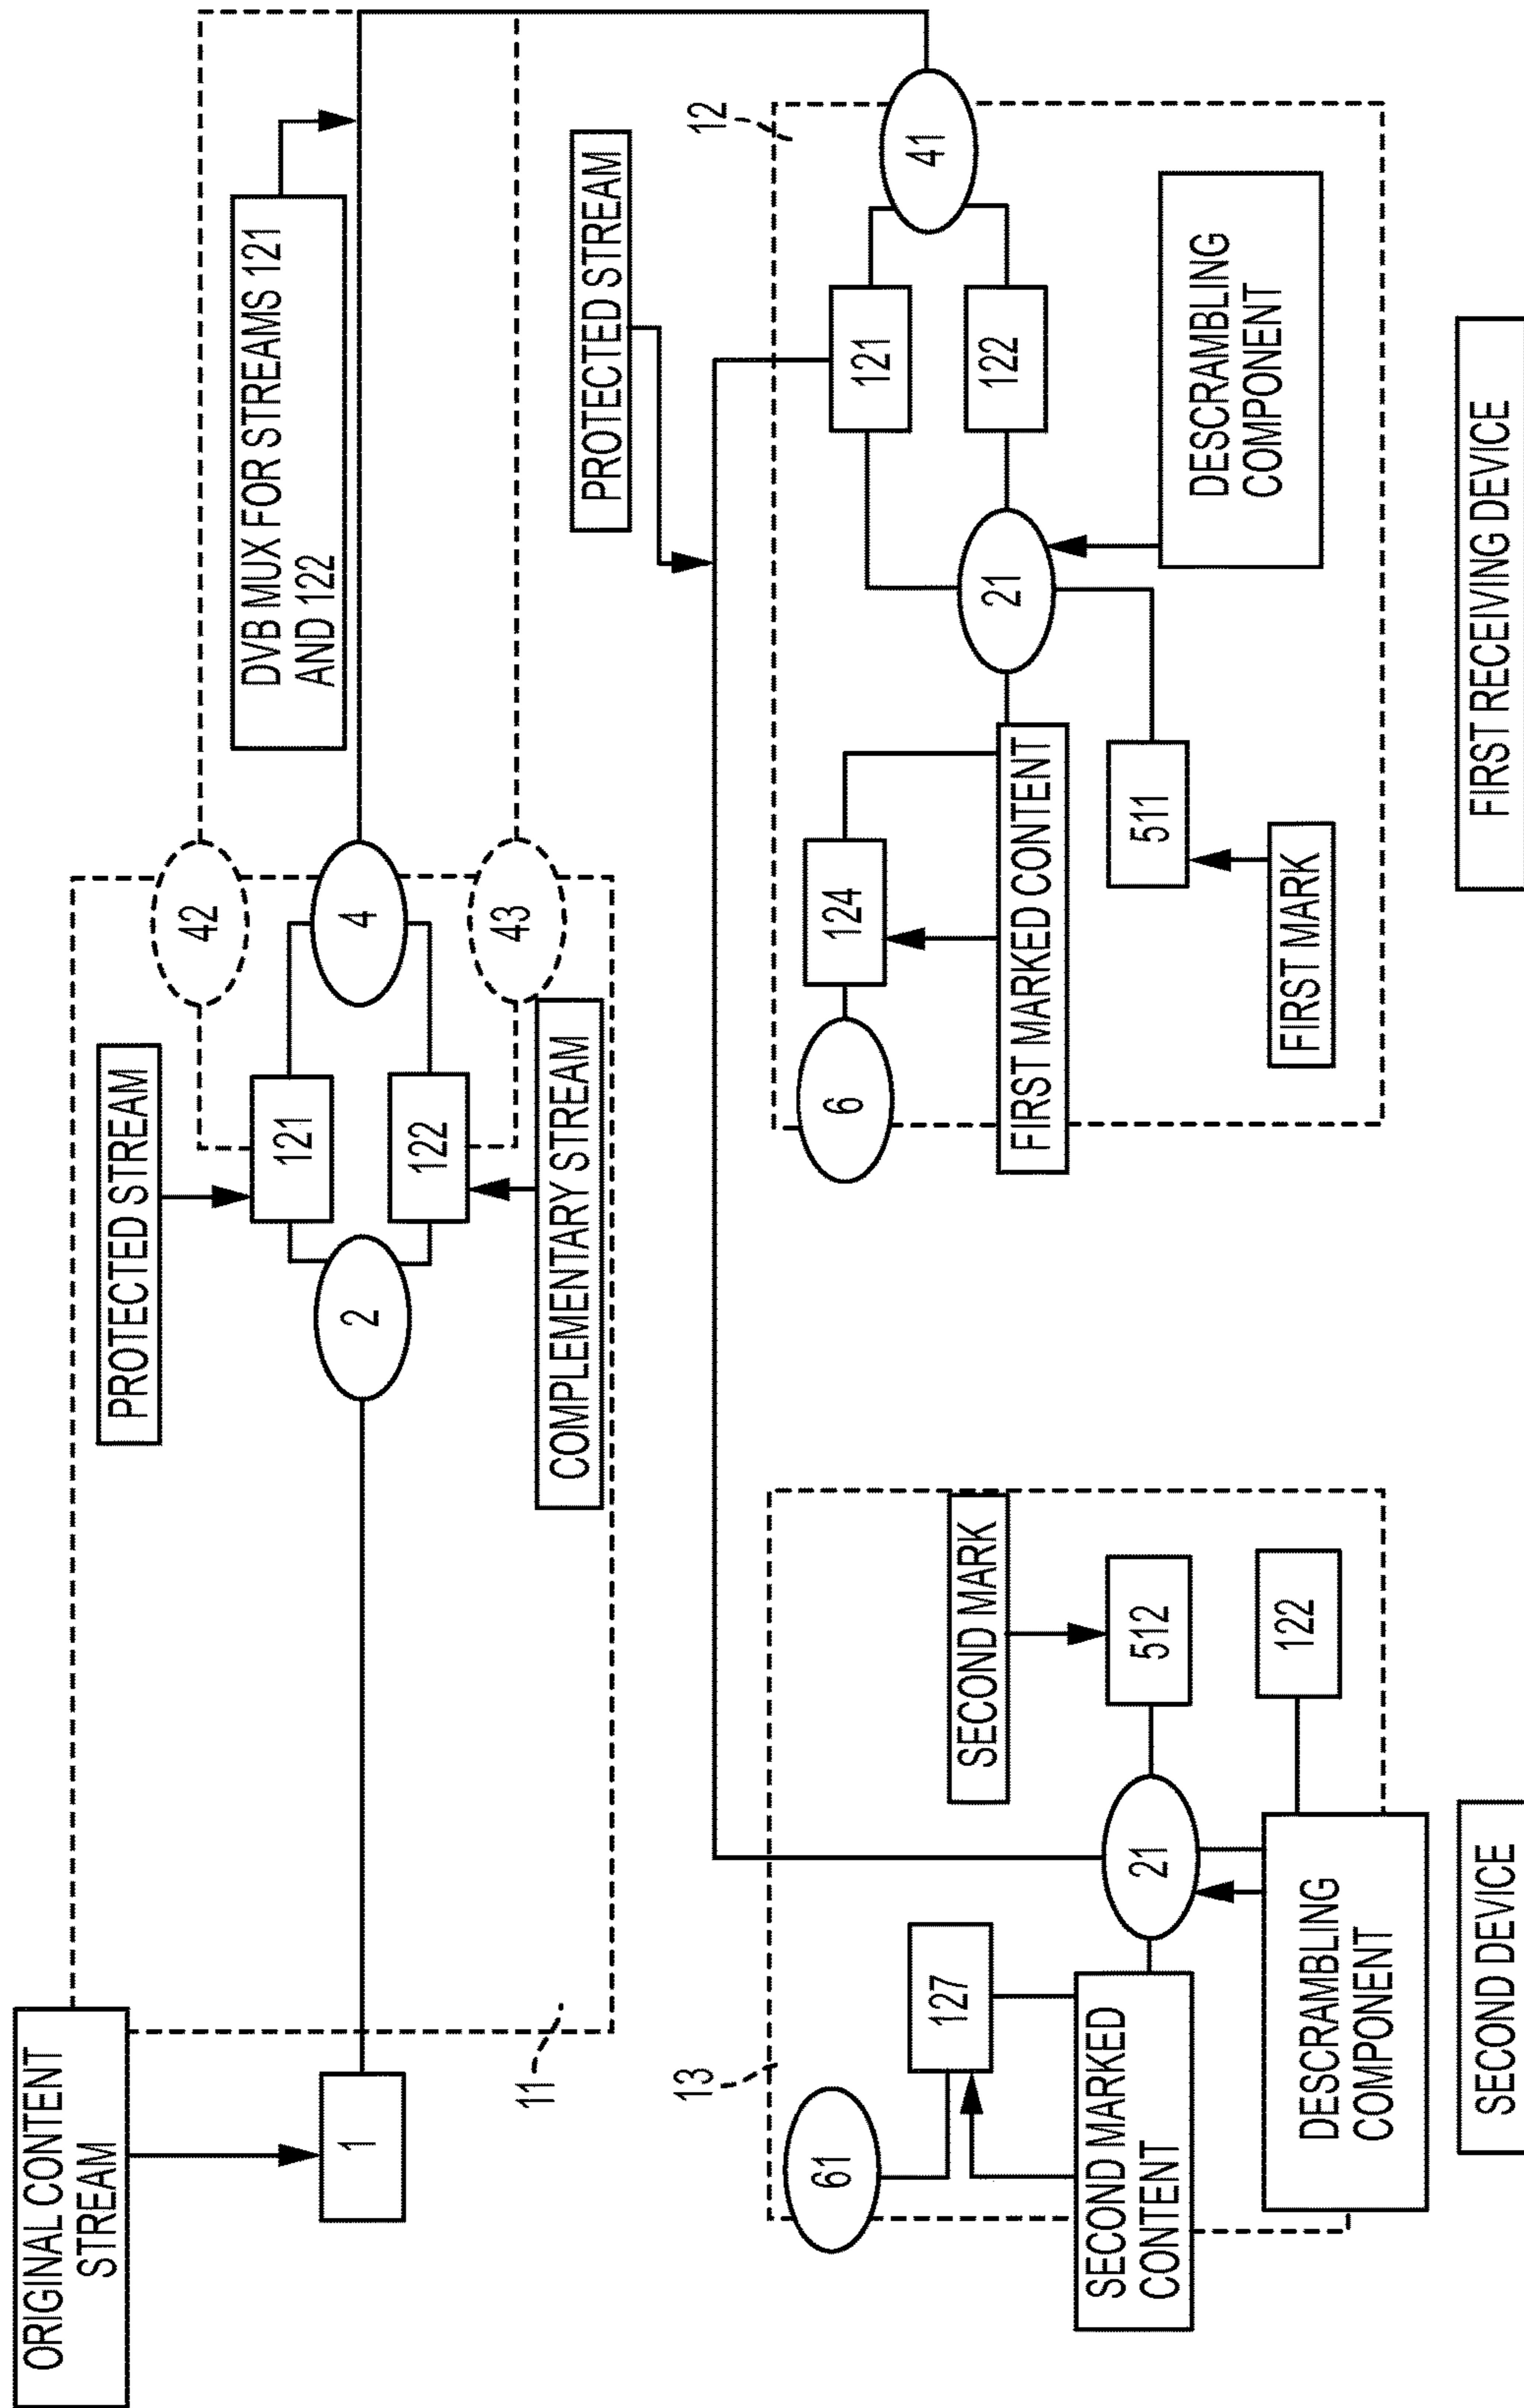 ORIGINAL CONTENT
STREAM
1
11
2
PROTECTED STREAM
121
122
COMPLEMENTARY STREAM
42
4
43
DVB MUX FOR STREAMS 121
AND 122
PROTECTED STREAM
13
61
127
SECOND MARKED
CONTENT
21
SECOND MARK
512
122
DESCRAMBLING
COMPONENT
SECOND DEVICE
12
6
124
FIRST MARKED CONTENT
511
FIRST MARK
21
121
122
41
DESCRAMBLING
COMPONENT
FIRST RECEIVING DEVICE